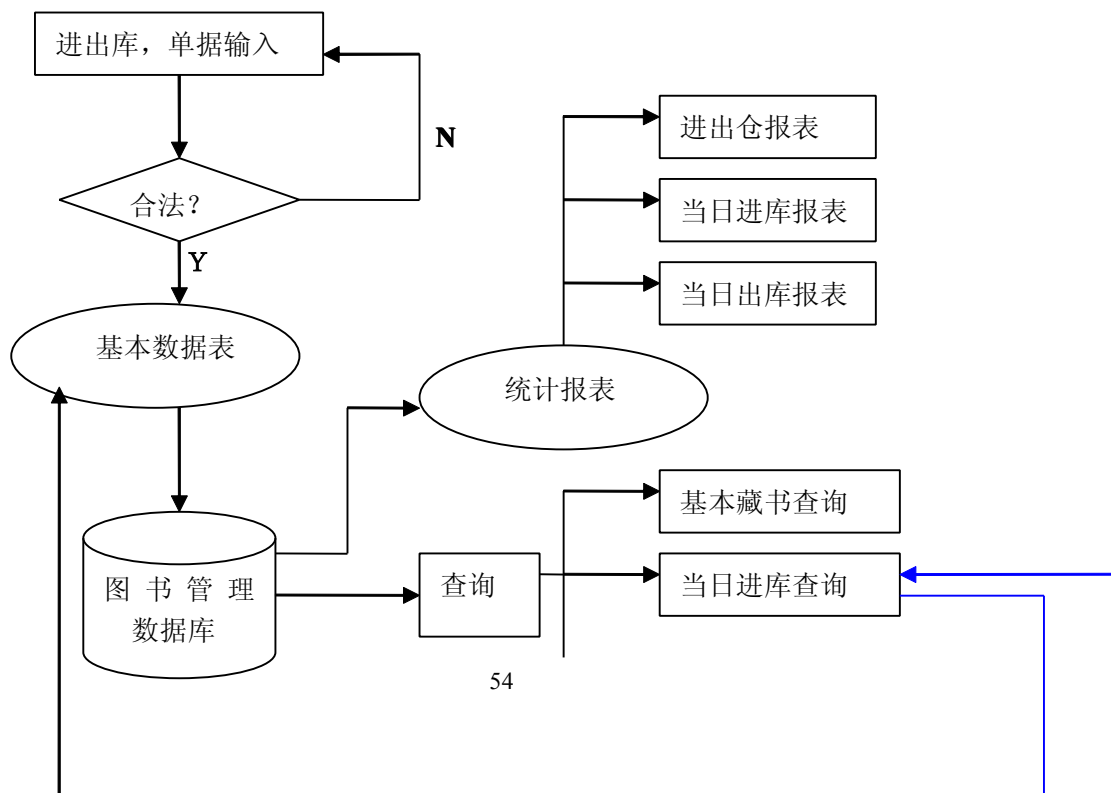 进出库，单据输入
N
合法？
Y
基本数据表
进出仓报表
当日进库报表
当日出库报表
统计报表
图 书 管 理
数据库
查询
基本藏书查询
当日进库查询
54